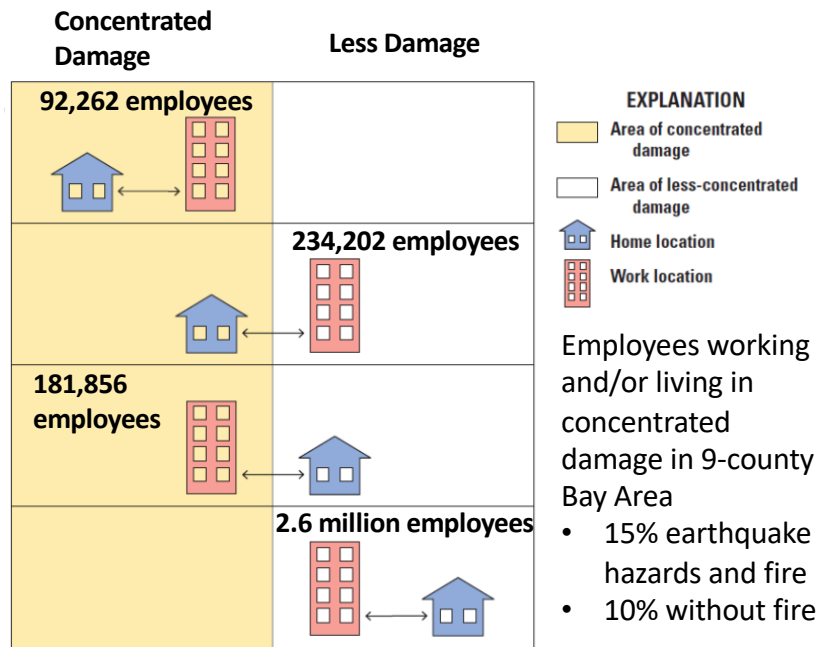 Concentrated
Damage
Less Damage
92,262 employees
234,202 employees
181,856
employees
2.6 million employees
EXPLANATION
Area of concentrated
damage
Area of less-concentrated
damage
Home location
Work location
Employees working
and/or living in
concentrated
damage in 9-county
Bay Area
• 15% earthquake
hazards and fire
• 10% without fire